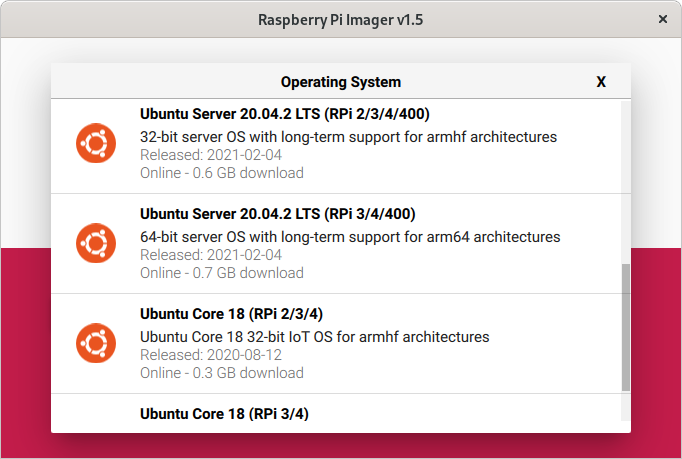 Raspberry Pi Imager v1.5
×
Operating System
X
Ubuntu Server 20.04.2 LTS (RPi 2/3/4/400)
32-bit server OS with long-term support for armhf architectures
Released: 2021-02-04
Online - 0.6 GB download
Ubuntu Server 20.04.2 LTS (RPi 3/4/400)
64-bit server OS with long-term support for arm64 architectures
Released: 2021-02-04
Online - 0.7 GB download
Ubuntu Core 18 (RPi 2/3/4)
Ubuntu Core 18 32-bit IoT OS for armhf architectures
Released: 2020-08-12
Online - 0.3 GB download
Ubuntu Core 18 (RPi 3/4)